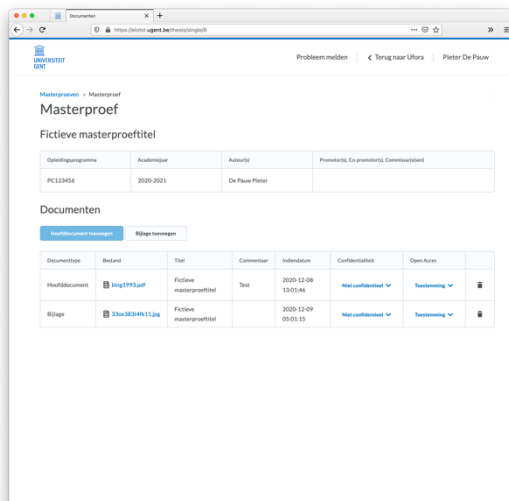 Documenten
https://elotst.ugent.be/thesis/single/8
UNIVERSITEIT
GENT
Probleem melden
Terug naar Ufora
Pieter De Pauw
Masterproeven › Masterproef
Masterproef
Fictieve masterproeftitel
Opleidingsprogramma Academiejaar Auteur(s) Promotor(s), Co-promotor(s), Commissaris(sen)
PC123456 2020-2021 De Pauw Pieter
Documenten
Hoofddocument toevoegen Bijlage toevoegen
Documenttype Bestand Titel Commentaar Indiendatum Confidentialiteit Open Acces
Hoofddocument bing1993.pdf Fictieve masterproeftitel Test 2020-12-08 13:01:46 Niet confidentieel Toestemming
Bijlage 33ox383t4fk11.jpg Fictieve masterproeftitel 2020-12-09 05:01:15 Niet confidentieel Toestemming